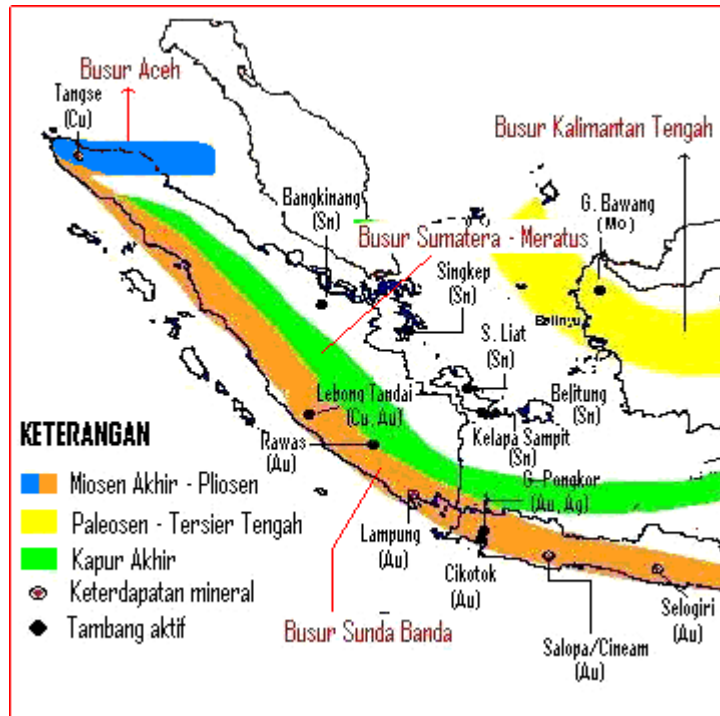 Busur Aceh
Tangse
(Cu)
Busur Kalimantan Tengah
Bangkinang
(Sn)
G. Bawang
(Mo)
Busur Sumatera - Meratus
Singkep
(Sn)
Belinyu
S. Liat
(Sn)
Belitung
(Sn)
Lebong Tandai
(Cu, Au)
Kelapa Sampit
(Sn)
Rawas
(Au)
G. Pongkor
(Au, Ag)
KETERANGAN
Miosen Akhir - Pliosen
Paleosen - Tersier Tengah
Kapur Akhir
Keterdapatan mineral
Tambang aktif
Lampung
(Au)
Cikotok
(Au)
Selogiri
(Au)
Busur Sunda Banda
Salopa/Cineam
(Au)